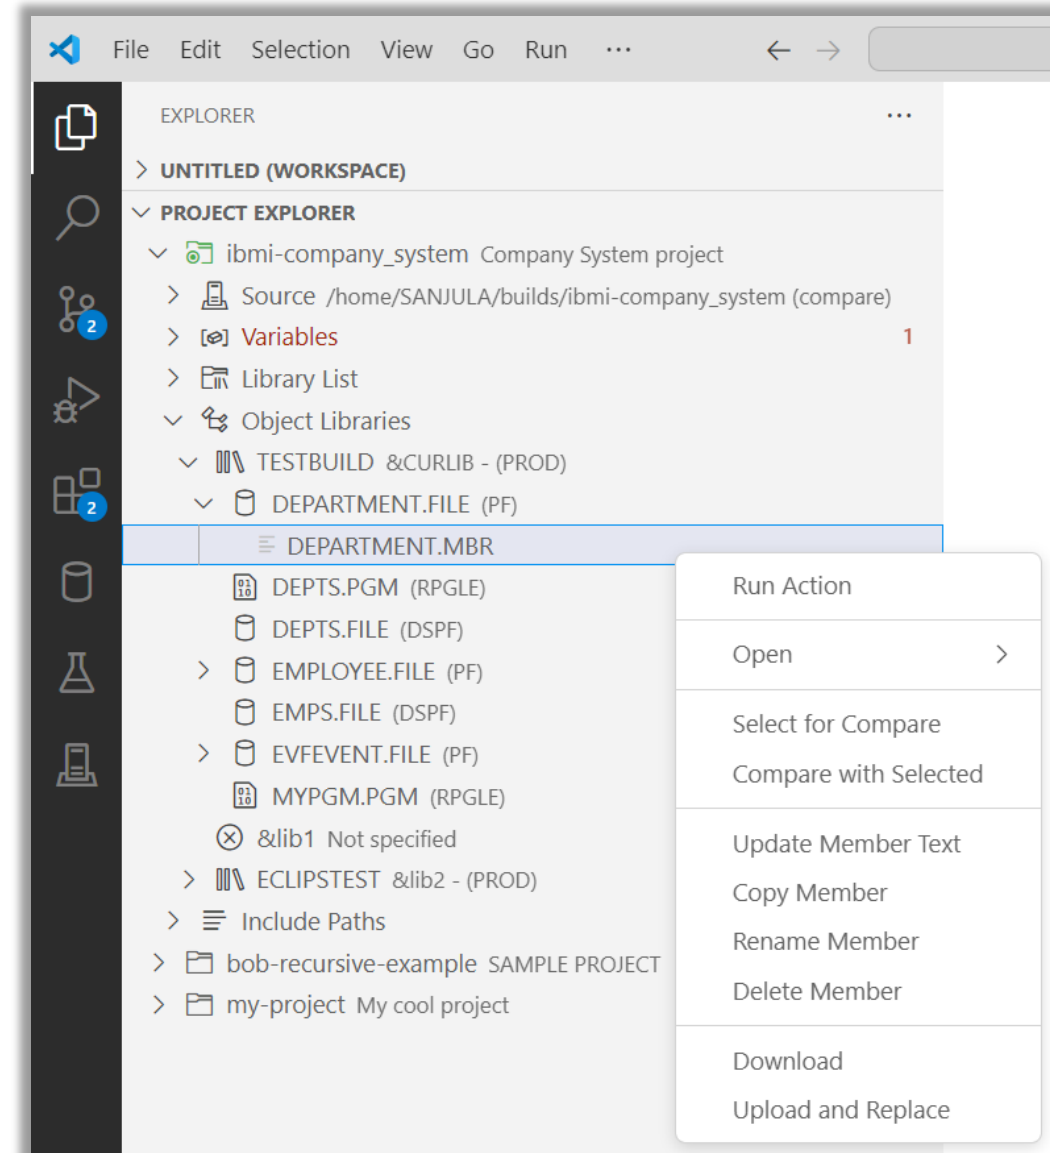 File Edit Selection View Go Run ···
EXPLORER ···
UNTITLED (WORKSPACE)
PROJECT EXPLORER
ibmi-company_system Company System project
Source /home/SANJULA/builds/ibmi-company_system (compare)
2
Variables 1
Library List
Object Libraries
TESTBUILD &CURLIB - (PROD)
2
DEPARTMENT.FILE (PF)
DEPARTMENT.MBR
DEPTS.PGM (RPGLE)
DEPTS.FILE (DSPF)
EMPLOYEE.FILE (PF)
EMPS.FILE (DSPF)
EVFEVENT.FILE (PF)
MYPGM.PGM (RPGLE)
&lib1 Not specified
ECLIPSTEST &lib2 - (PROD)
Include Paths
bob-recursive-example SAMPLE PROJECT
my-project My cool project
Run Action
Open
Select for Compare
Compare with Selected
Update Member Text
Copy Member
Rename Member
Delete Member
Download
Upload and Replace